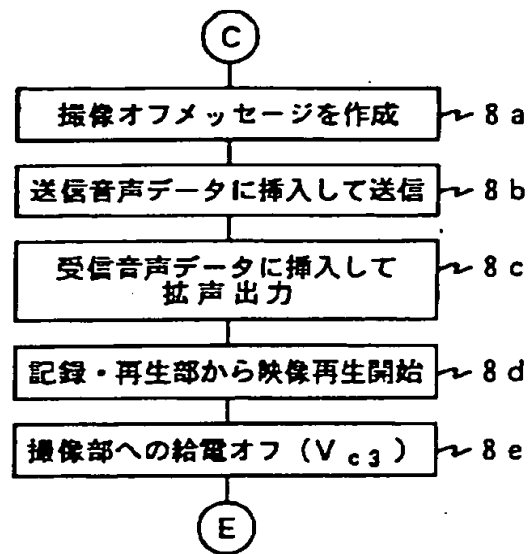 C
撮像オフメッセージを作成 8a
送信音声データに挿入して送信 8b
受信音声データに挿入して 8c
拡声出力
記録・再生部から映像再生開始 8d
撮像部への給電オフ(Vc3) 8e
E